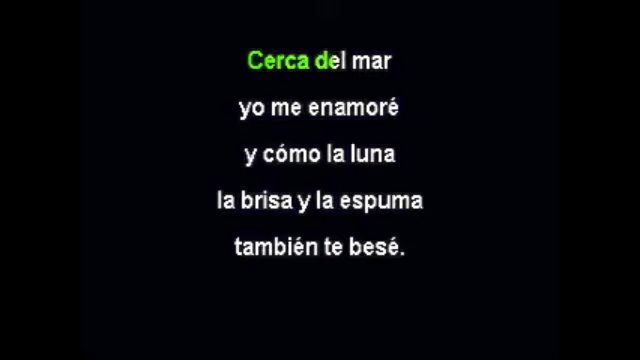 Cerca del mar
yo me enamoré
y cómo la luna
la brisa y la espuma
también te besé.